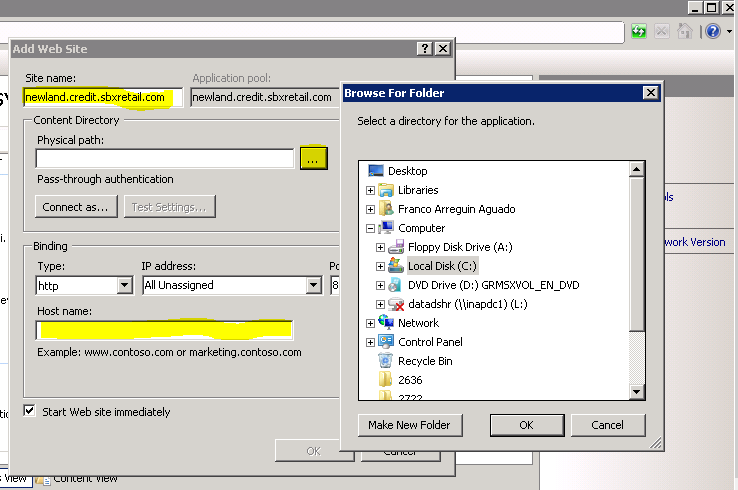 Add Web Site
?
Site name:
Application pool:
newland.credit.sbxretail.com
newland.credit.sbxretail.com
Content Directory
Physical path:
...
Pass-through authentication
Connect as...
Test Settings...
Binding
Type:
IP address:
http
All Unassigned
8
Host name:
Example: www.contoso.com or marketing.contoso.com
Start Web site immediately
OK
Cancel
Content View
Browse For Folder
Select a directory for the application.
Desktop
Libraries
Franco Arreguin Aguado
Computer
Floppy Disk Drive (A:)
Local Disk (C:)
DVD Drive (D:) GRMSXVOL_EN_DVD
datadshr (\\inapdc1) (L:)
Network
Control Panel
Recycle Bin
2636
2722
Make New Folder
OK
Cancel
work Version